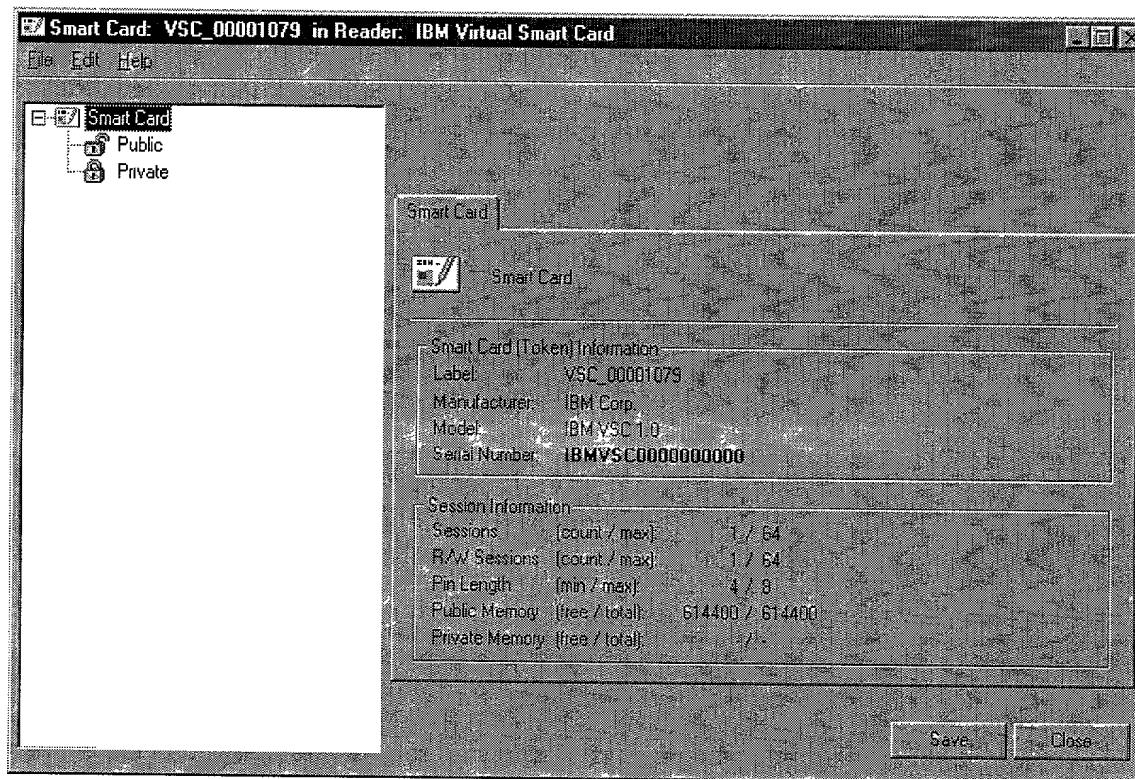 Smart Card: VSC_00001079 in Reader: IBM Virtual Smart Card
File Edit Help
Smart Card
Public
Private
Smart Card
Smart Card
Smart Card (Token) Information
Label: VSC_00001079
Manufacturer: IBM Corp.
Model: IBM VSC 1.0
Serial Number: IBMVSC0000000000
Session Information
Sessions (count / max): 1 / 64
R/W Sessions (count / max): 1 / 64
Pin Length (min / max): 4 / 8
Public Memory (free / total): 614400 / 614400
Private Memory (free / total): / -
Save Close